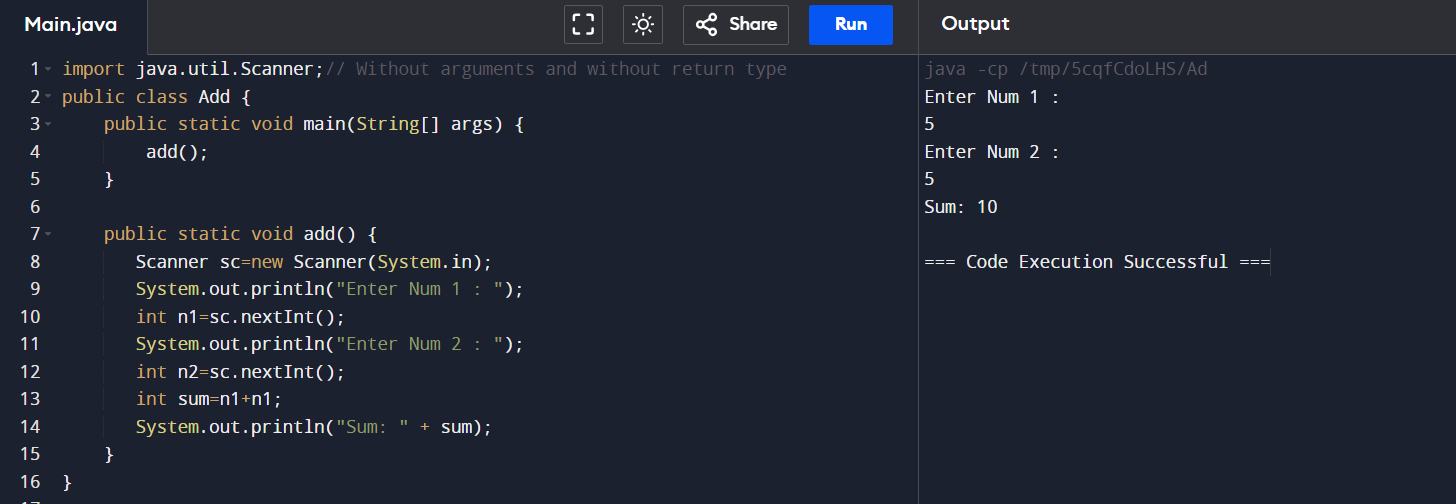 Main.java
Share
Run
Output
1 import java.util.Scanner;// Without arguments and without return type
2 public class Add {
3     public static void main(String[] args) {
4         add();
5     }
6
7     public static void add() {
8        Scanner sc=new Scanner(System.in);
9        System.out.println("Enter Num 1 : ");
10        int n1=sc.nextInt();
11        System.out.println("Enter Num 2 : ");
12        int n2=sc.nextInt();
13        int sum=n1+n1;
14        System.out.println("Sum: " + sum);
15     }
16 }
java -cp /tmp/5cqfCdoLHS/Ad
Enter Num 1 :
5
Enter Num 2 :
5
Sum: 10
=== Code Execution Successful ===